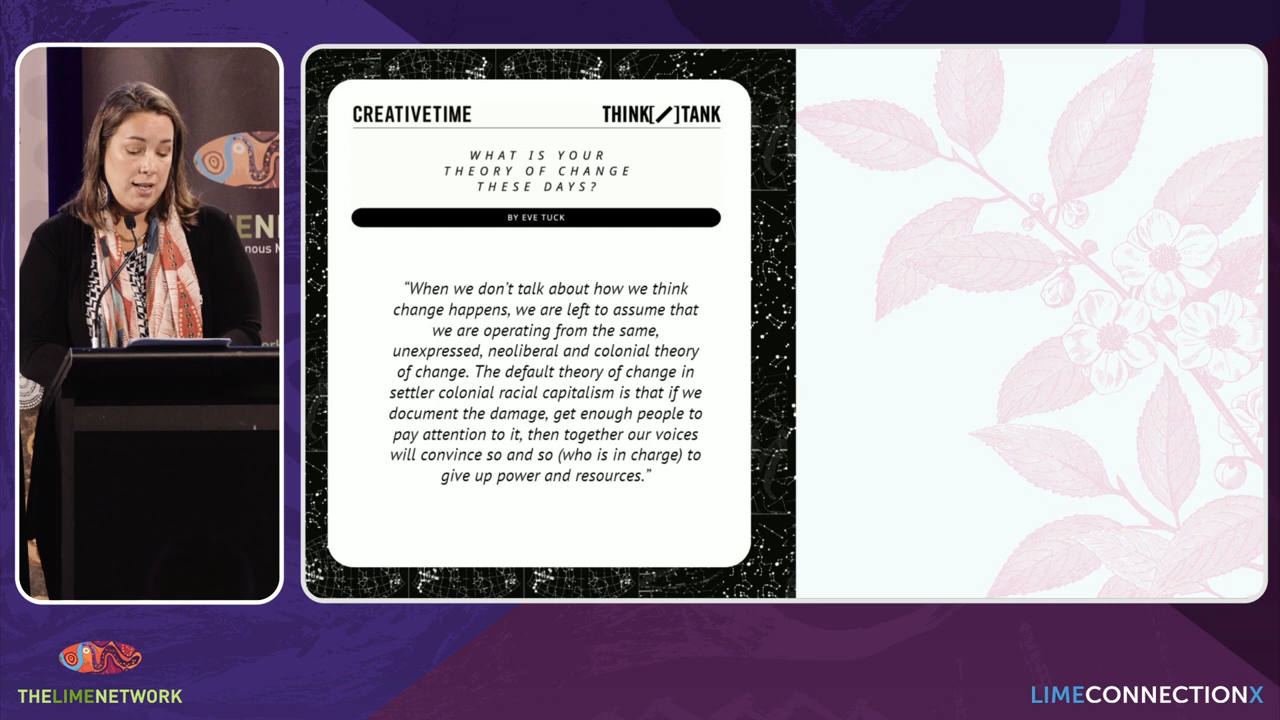 EN
nous M
CREATIVETIME
THINK[/]TANK
WHAT IS YOUR
THEORY OF CHANGE
THESE DAYS?
BY EVE TUCK
“When we don’t talk about how we think
change happens, we are left to assume that
we are operating from the same,
unexpressed, neoliberal and colonial theory
of change. The default theory of change in
settler colonial racial capitalism is that if we
document the damage, get enough people to
pay attention to it, then together our voices
will convince so and so (who is in charge) to
give up power and resources.”
THELIMENETWORK
LIMECONNECTIONX